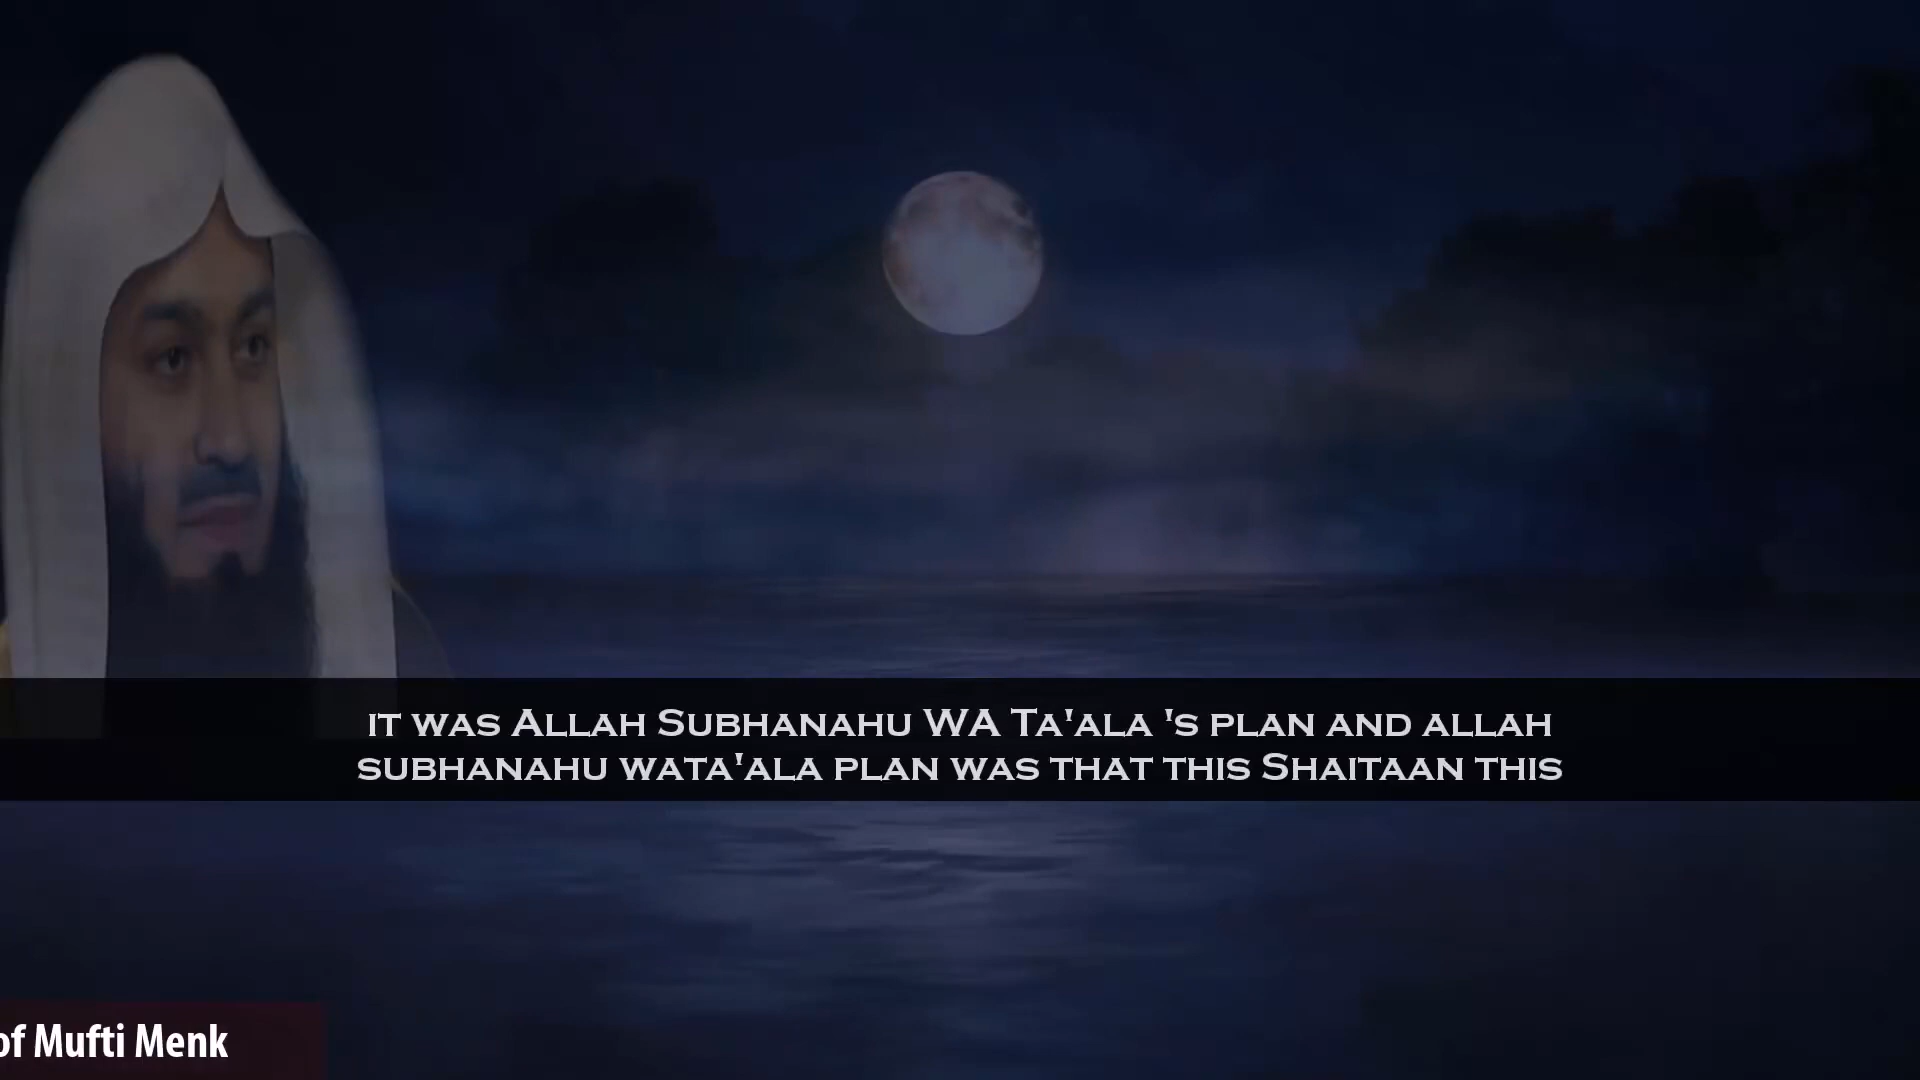 it was Allah Subhanahu WA Ta'ala 's plan and allah
subhanahu wata'ala plan was that this Shaitaan this
of Mufti Menk